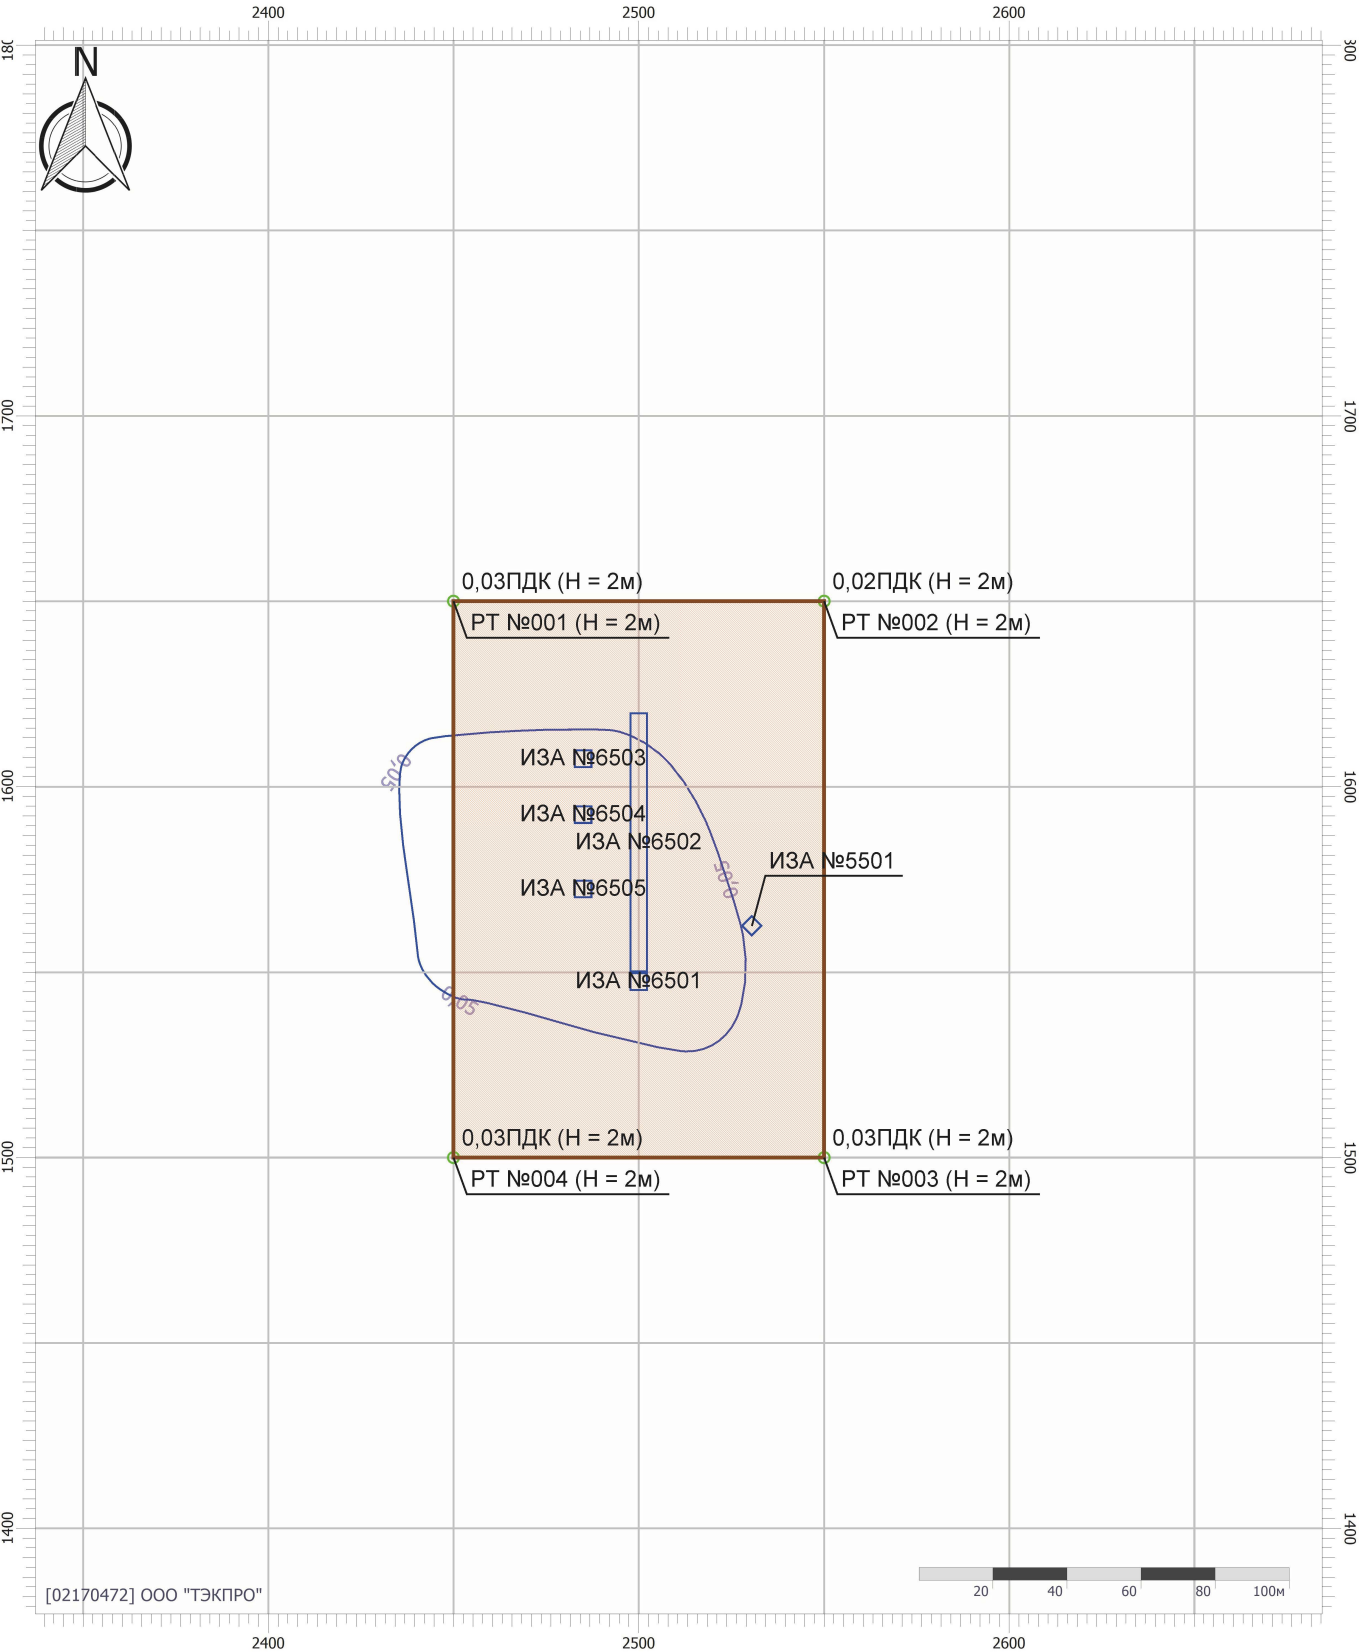 2400 2500 2600
180 300
N
1700 1700
0,03ПДК (H = 2м) 0,02ПДК (H = 2м)
РТ №001 (H = 2м) РТ №002 (H = 2м)
ИЗА №6503
0,05
1600 1600
ИЗА №6504
ИЗА №6502
ИЗА №5501
0,05
ИЗА №6505
ИЗА №6501
0,05
0,03ПДК (H = 2м) 0,03ПДК (H = 2м)
1500 1500
РТ №004 (H = 2м) РТ №003 (H = 2м)
1400 1400
20 40 60 80 100м
[02170472] ООО "ТЭКПРО"
2400 2500 2600